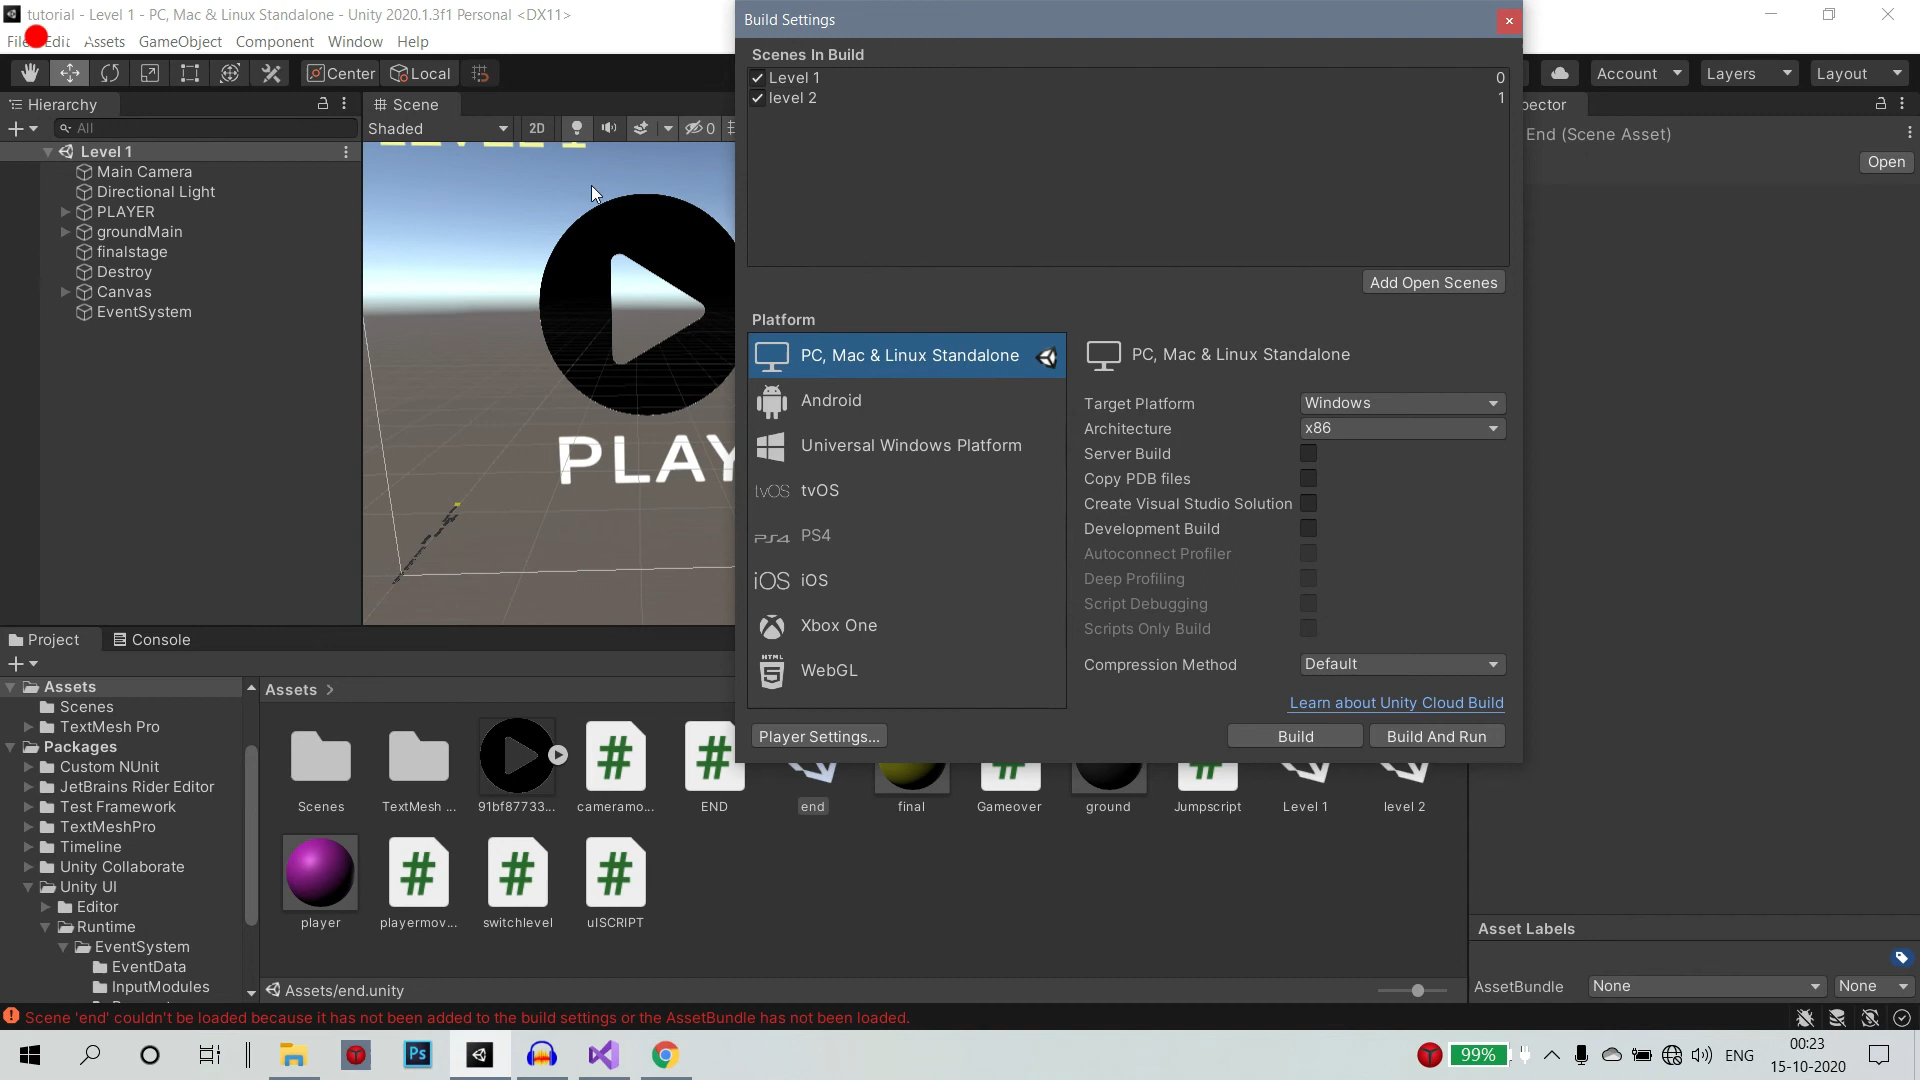 tutorial - Level 1 - PC, Mac & Linux Standalone - Unity 2020.1.3f1 Personal <DX11>
Edit Assets GameObject Component Window Help
Center Local
Account Layers Layout
Hierarchy
All
Level 1
Main Camera
Directional Light
PLAYER
groundMain
finalstage
Destroy
Canvas
EventSystem
Scene
Shaded 2D 0
PLAY
Build Settings
Scenes In Build
Level 1 0
level 2 1
Add Open Scenes
Platform
PC, Mac & Linux Standalone
Android
Universal Windows Platform
tvOS tvOS
PS4 PS4
iOS iOS
Xbox One
HTML 5 WebGL
PC, Mac & Linux Standalone
Target Platform Windows
Architecture x86
Server Build
Copy PDB files
Create Visual Studio Solution
Development Build
Autoconnect Profiler
Deep Profiling
Script Debugging
Scripts Only Build
Compression Method Default
Learn about Unity Cloud Build
Player Settings... Build Build And Run
End (Scene Asset)
Open
Project Console
Assets
Scenes
TextMesh Pro
Packages
Custom NUnit
JetBrains Rider Editor
Test Framework
TextMeshPro
Timeline
Unity Collaborate
Unity UI
Editor
Runtime
EventSystem
EventData
InputModules
Assets >
Scenes TextMesh ... 91bf87733... cameramo... END end final Gameover ground Jumpscript Level 1 level 2
player playermov... switchlevel uISCRIPT
Assets/end.unity
Asset Labels
AssetBundle None None
Scene 'end' couldn't be loaded because it has not been added to the build settings or the AssetBundle has not been loaded.
Ps
99% ENG 00:23
15-10-2020